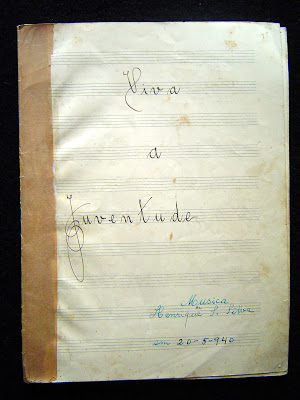 Viva
a
Juventude
Musica
Henrique
em 20-5-940